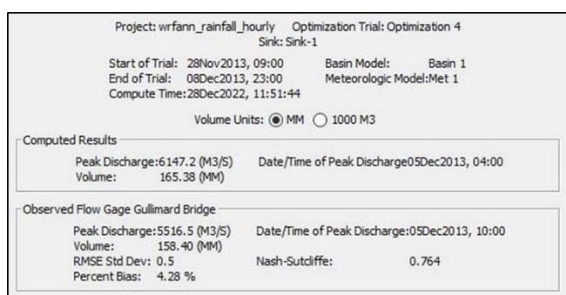 Project: wrfann_rainfall_hourly Optimization Trial: Optimization 4
Sink: Sink-1
Start of Trial: 28Nov2013, 09:00 Basin Model: Basin 1
End of Trial: 08Dec2013, 23:00 Meteorologic Model:Met 1
Compute Time:28Dec2022, 11:51:44
Volume Units: MM 1000 M3
Computed Results
Peak Discharge:6147.2 (M3/S) Date/Time of Peak Discharge05Dec2013, 04:00
Volume: 165.38 (MM)
Observed Flow Gage Gullimard Bridge
Peak Discharge:5516.5 (M3/S) Date/Time of Peak Discharge:05Dec2013, 10:00
Volume: 158.40 (MM)
RMSE Std Dev: 0.5 Nash-Sutcliffe: 0.764
Percent Bias: 4.28 %